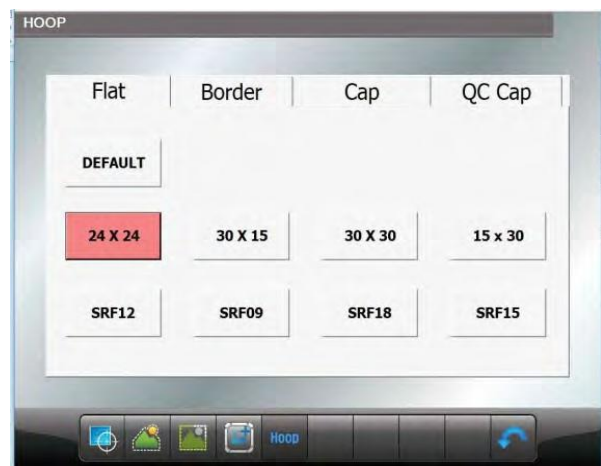 HOOP
Flat Border Cap QC Cap
DEFAULT
24 X 24 30 X 15 30 X 30 15 x 30
SRF12 SRF09 SRF18 SRF15
Hoop